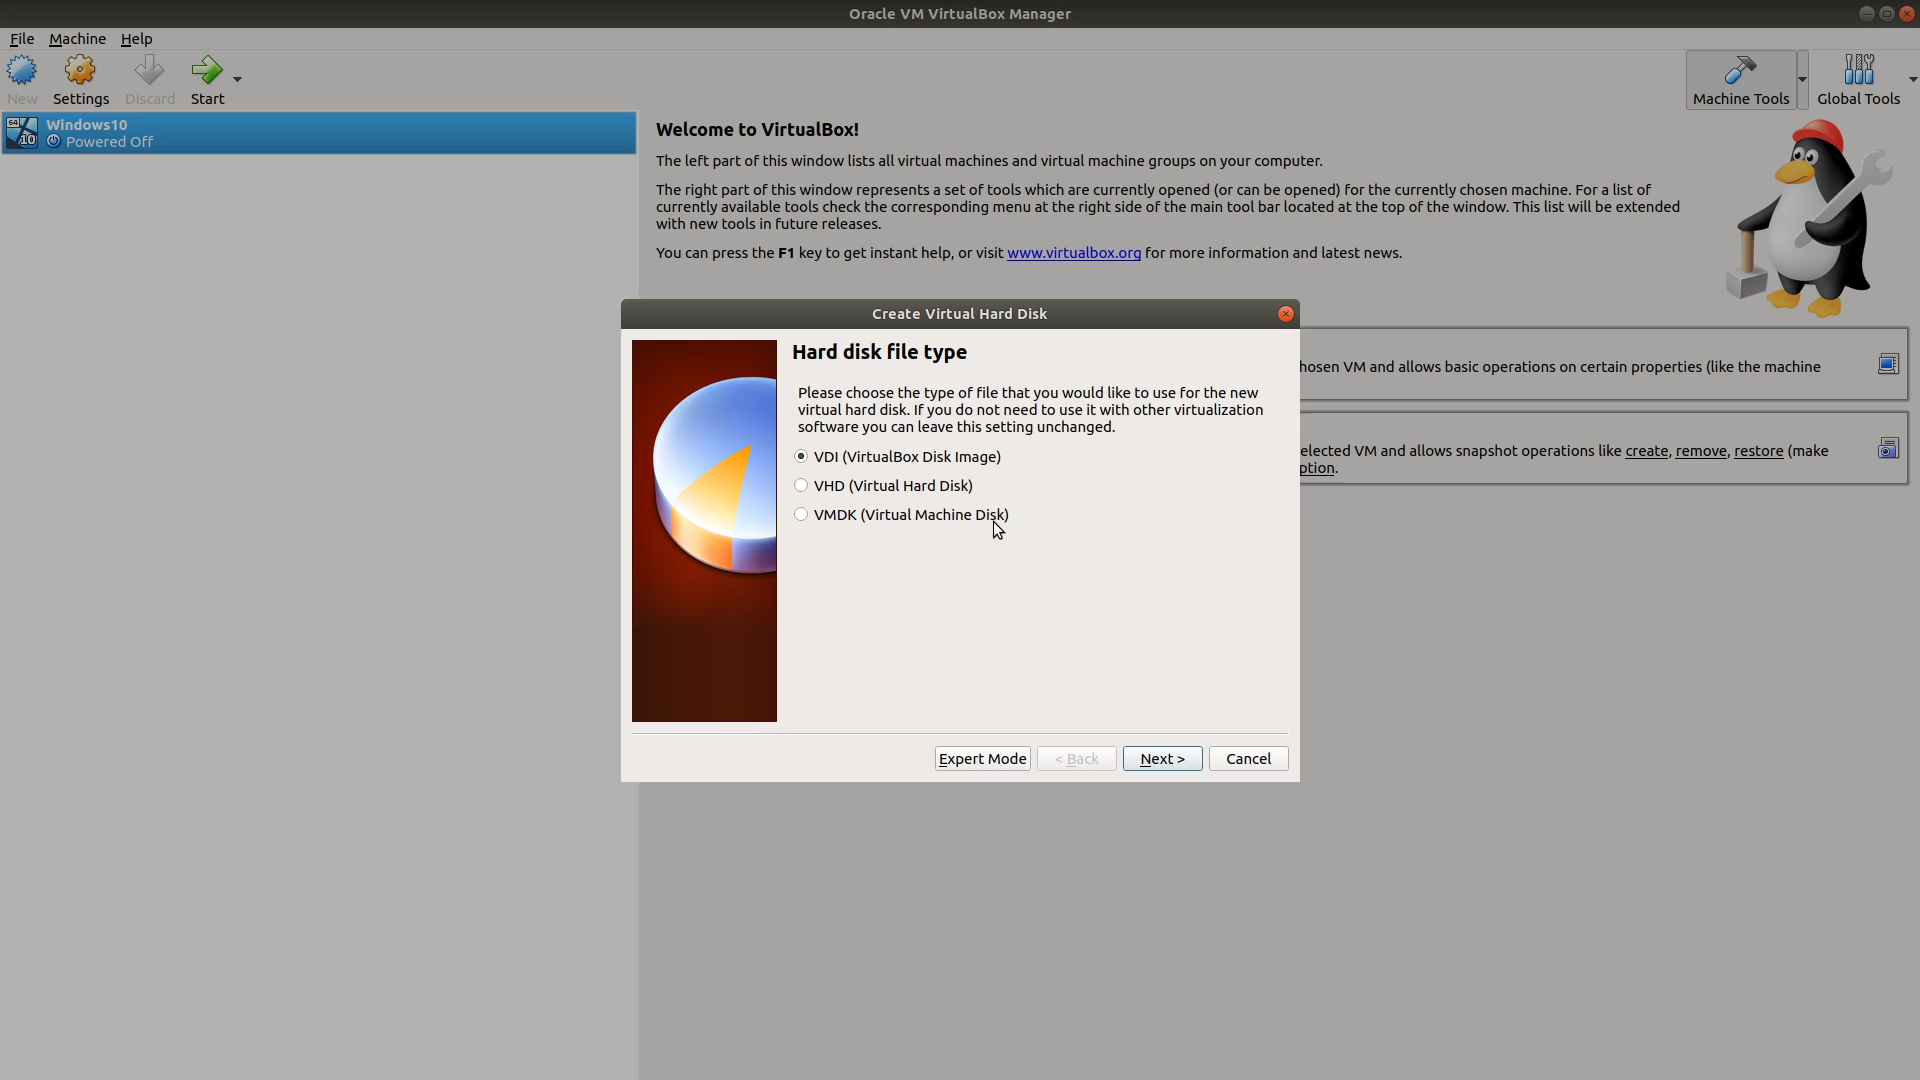 Oracle VM VirtualBox Manager
File Machine Help
New Settings Discard Start
Machine Tools Global Tools
64
10
Windows10
Powered Off
Welcome to VirtualBox!
The left part of this window lists all virtual machines and virtual machine groups on your computer.
The right part of this window represents a set of tools which are currently opened (or can be opened) for the currently chosen machine. For a list of
currently available tools check the corresponding menu at the right side of the main tool bar located at the top of the window. This list will be extended
with new tools in future releases.
You can press the F1 key to get instant help, or visit www.virtualbox.org for more information and latest news.
Create Virtual Hard Disk
Hard disk file type
Please choose the type of file that you would like to use for the new
virtual hard disk. If you do not need to use it with other virtualization
software you can leave this setting unchanged.
VDI (VirtualBox Disk Image)
VHD (Virtual Hard Disk)
VMDK (Virtual Machine Disk)
Expert Mode < Back Next > Cancel
hosen VM and allows basic operations on certain properties (like the machine
elected VM and allows snapshot operations like create, remove, restore (make
ption.